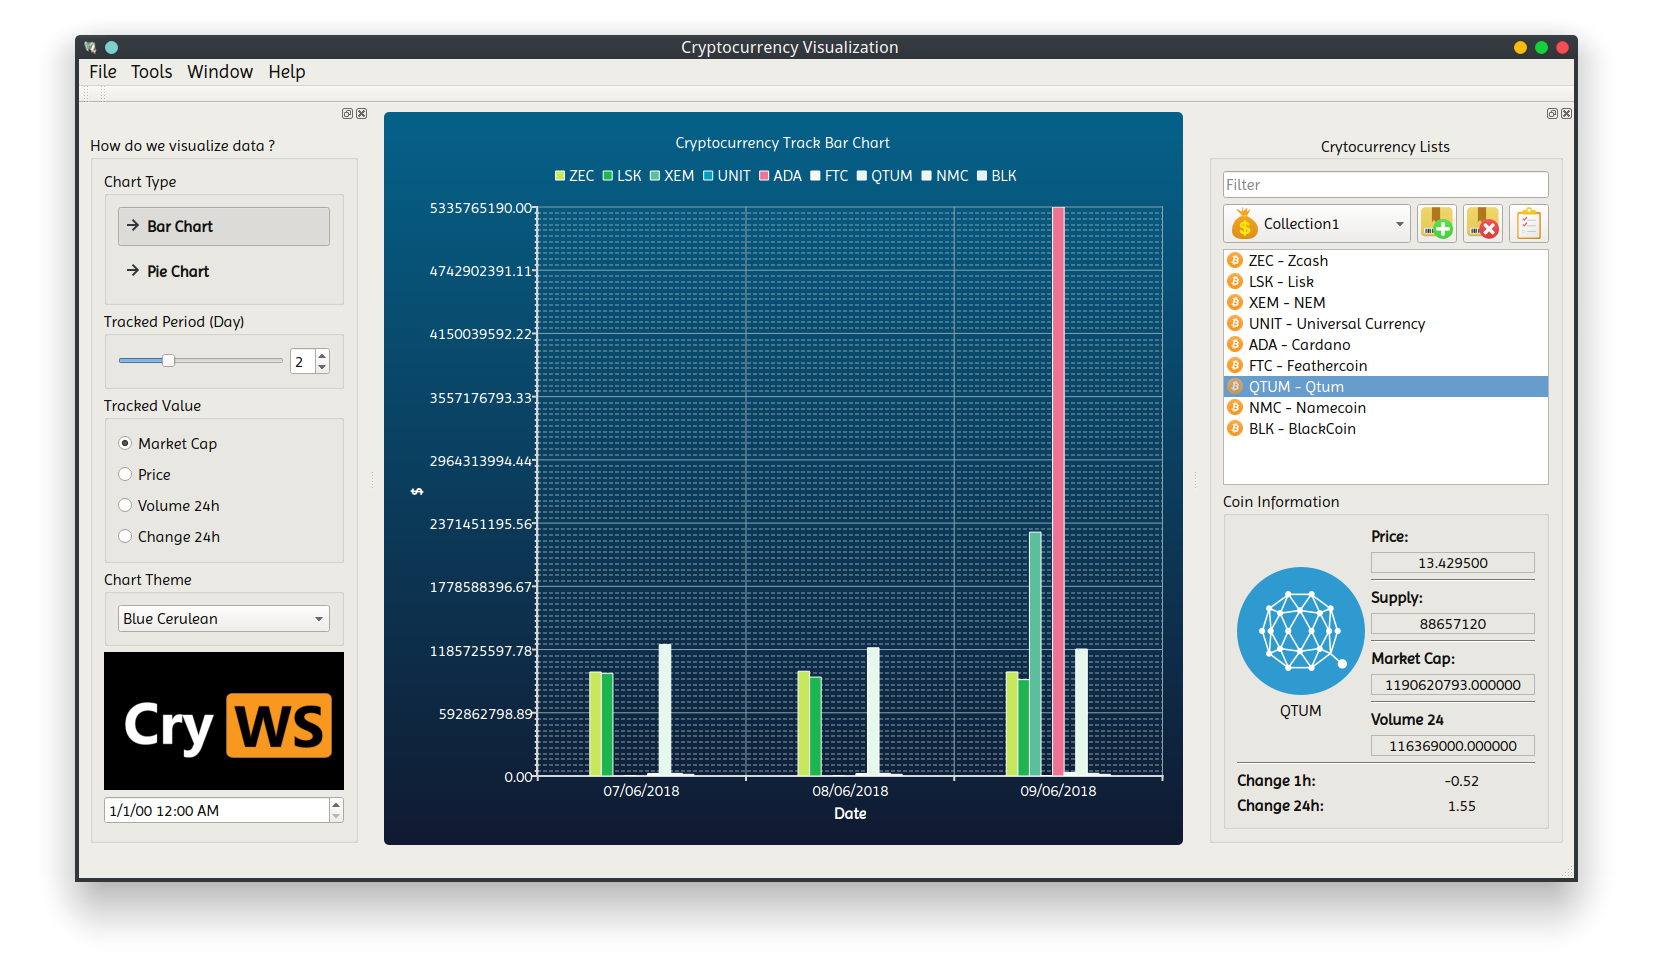 Cryptocurrency Visualization
File Tools Window Help
How do we visualize data ?
Chart Type
Bar Chart
Pie Chart
Tracked Period (Day)
2
Tracked Value
Market Cap
Price
Volume 24h
Change 24h
Chart Theme
Blue Cerulean
Cry WS
1/1/00 12:00 AM
Cryptocurrency Track Bar Chart
ZEC LSK XEM UNIT ADA FTC QTUM NMC BLK
5335765190.00
4742902391.11
4150039592.22
3557176793.33
2964313994.44
$
2371451195.56
1778588396.67
1185725597.78
592862798.89
0.00
07/06/2018 08/06/2018 09/06/2018
Date
Crytocurrency Lists
Filter
Collection1
ZEC - Zcash
LSK - Lisk
XEM - NEM
UNIT - Universal Currency
ADA - Cardano
FTC - Feathercoin
QTUM - Qtum
NMC - Namecoin
BLK - BlackCoin
Coin Information
Price:
13.429500
Supply:
88657120
Market Cap:
1190620793.000000
QTUM
Volume 24
116369000.000000
Change 1h: -0.52
Change 24h: 1.55